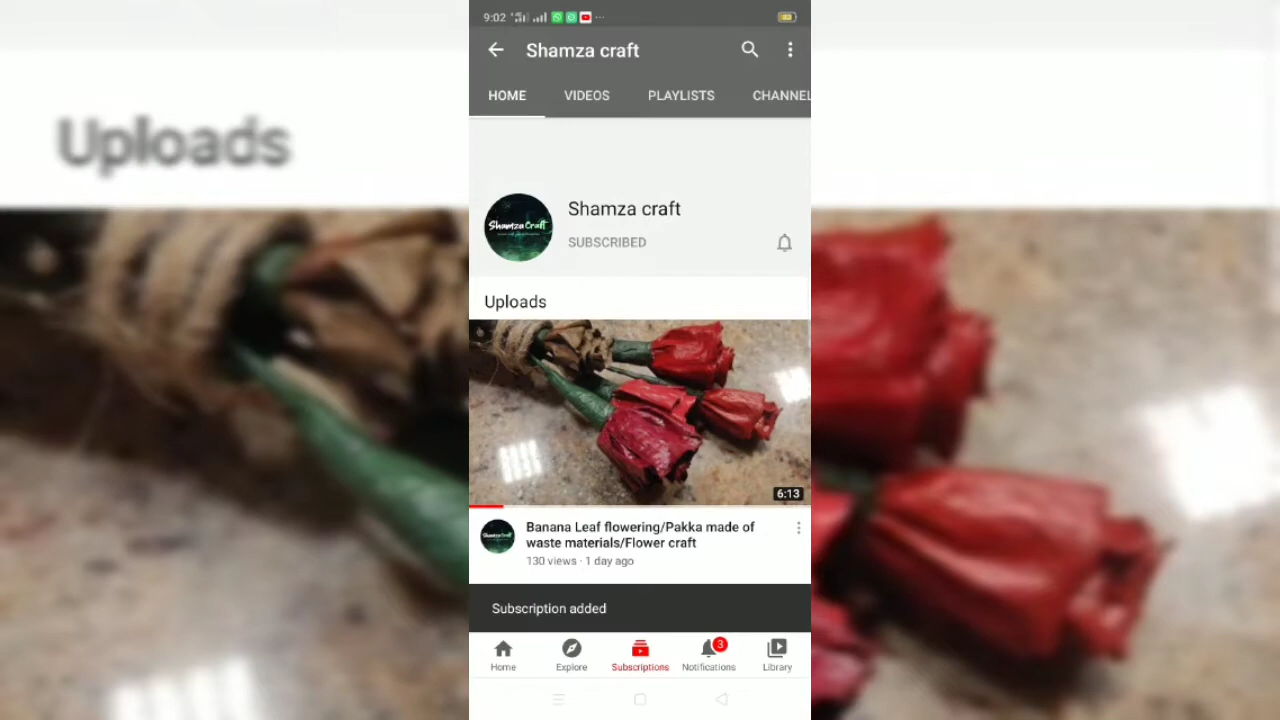 9:02
Shamza craft
HOME VIDEOS PLAYLISTS CHANNEL
Uploads
Shamza Craft
Shamza craft
SUBSCRIBED
Uploads
6:13
Banana Leaf flowering/Pakka made of
waste materials/Flower craft
130 views · 1 day ago
Subscription added
3
Home Explore Subscriptions Notifications Library